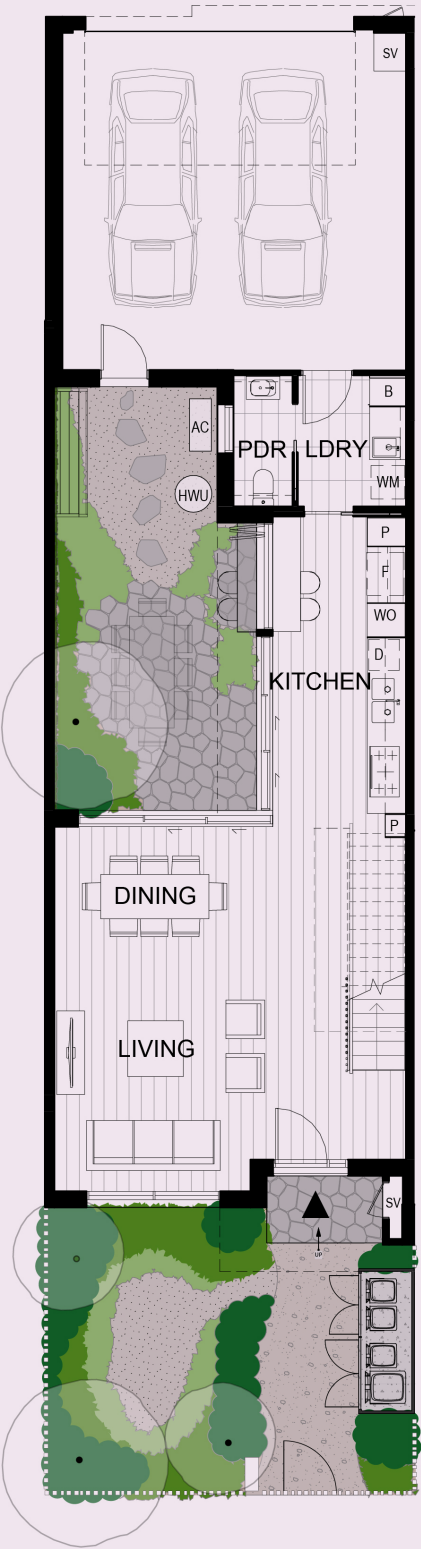 SV
B
AC
PDR
LDRY
HWU
WM
P
F
WO
D
KITCHEN
P
DINING
LIVING
SV
UP